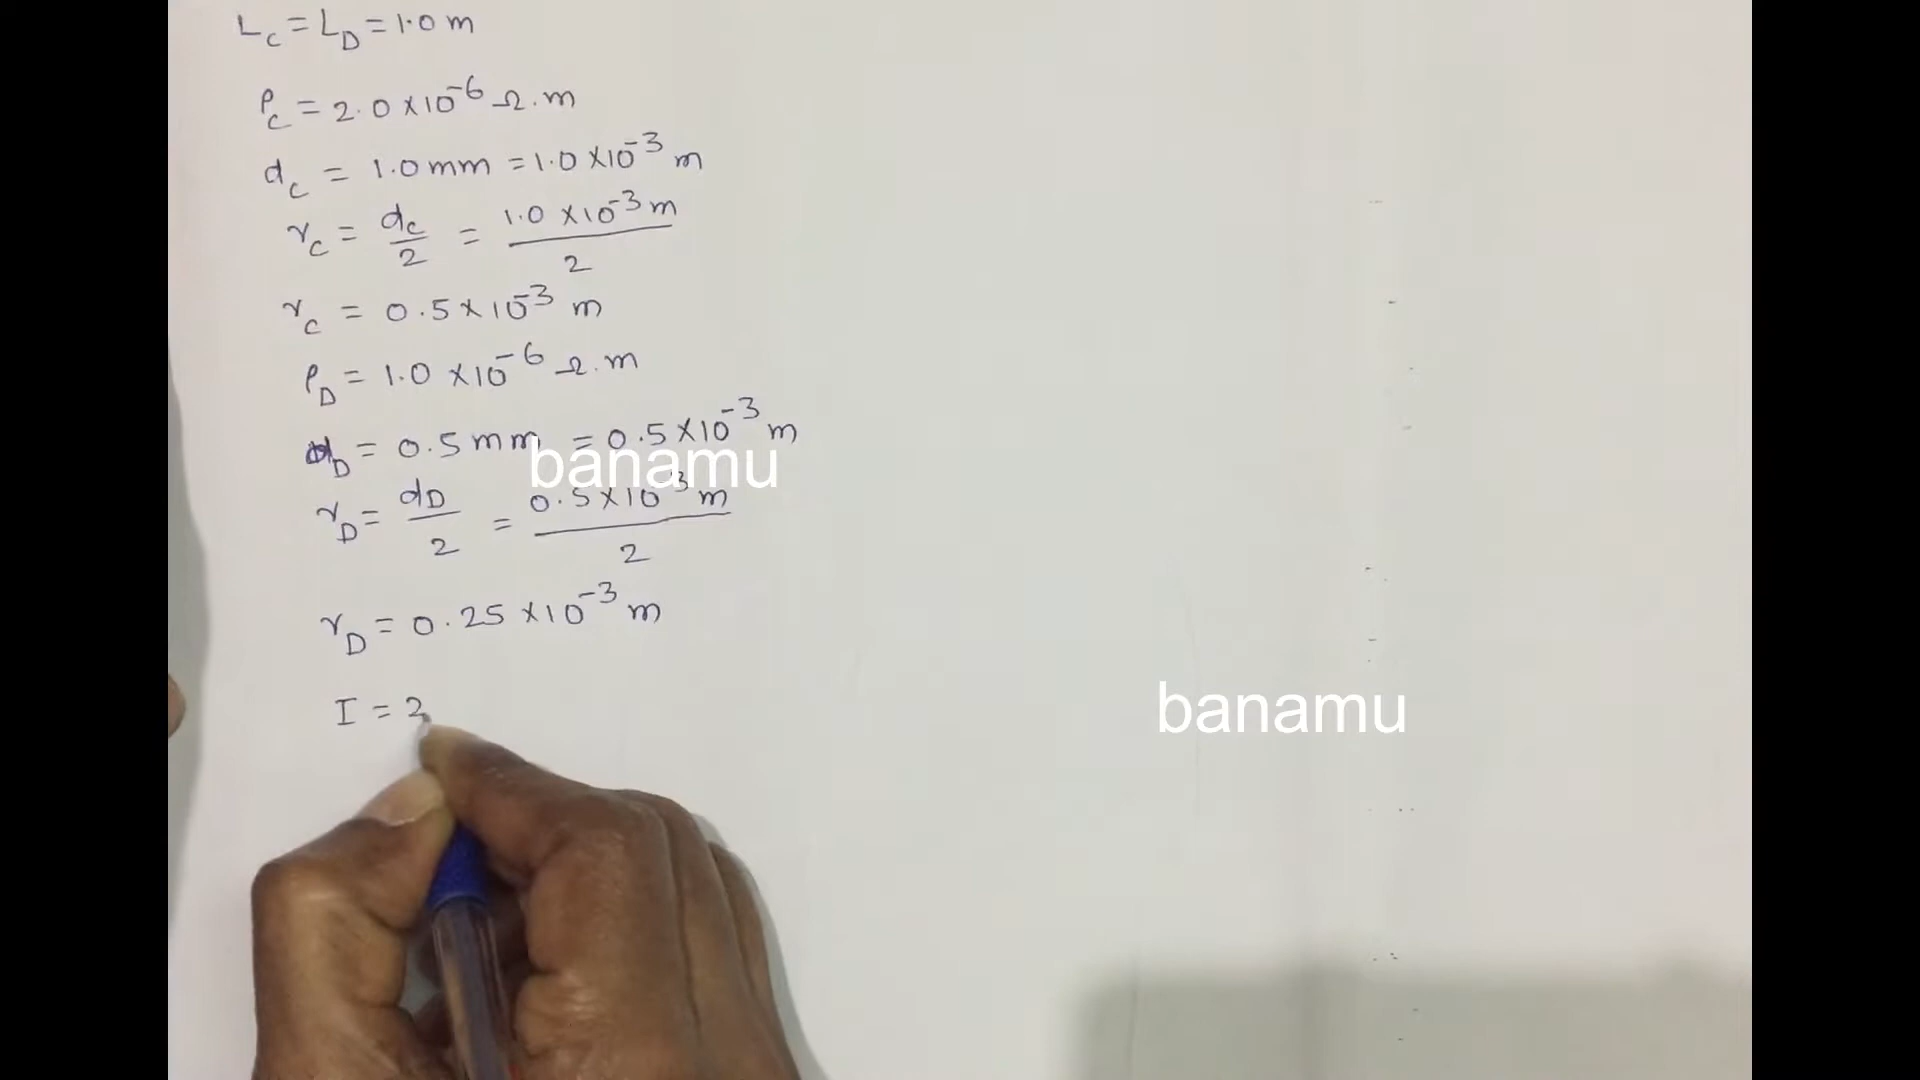 L_C = L_D = 1.0 m
ρ_C = 2.0 × 10⁻⁶ Ω.m
d_C = 1.0 mm = 1.0 × 10⁻³ m
r_C = d_C/2 = 1.0 × 10⁻³ m/2
r_C = 0.5 × 10⁻³ m
ρ_D = 1.0 × 10⁻⁶ Ω.m
d_D = 0.5 mm = 0.5 × 10⁻³ m
banamu
r_D = d_D/2 = 0.5 × 10⁻³ m/2
r_D = 0.25 × 10⁻³ m
I = 2
banamu